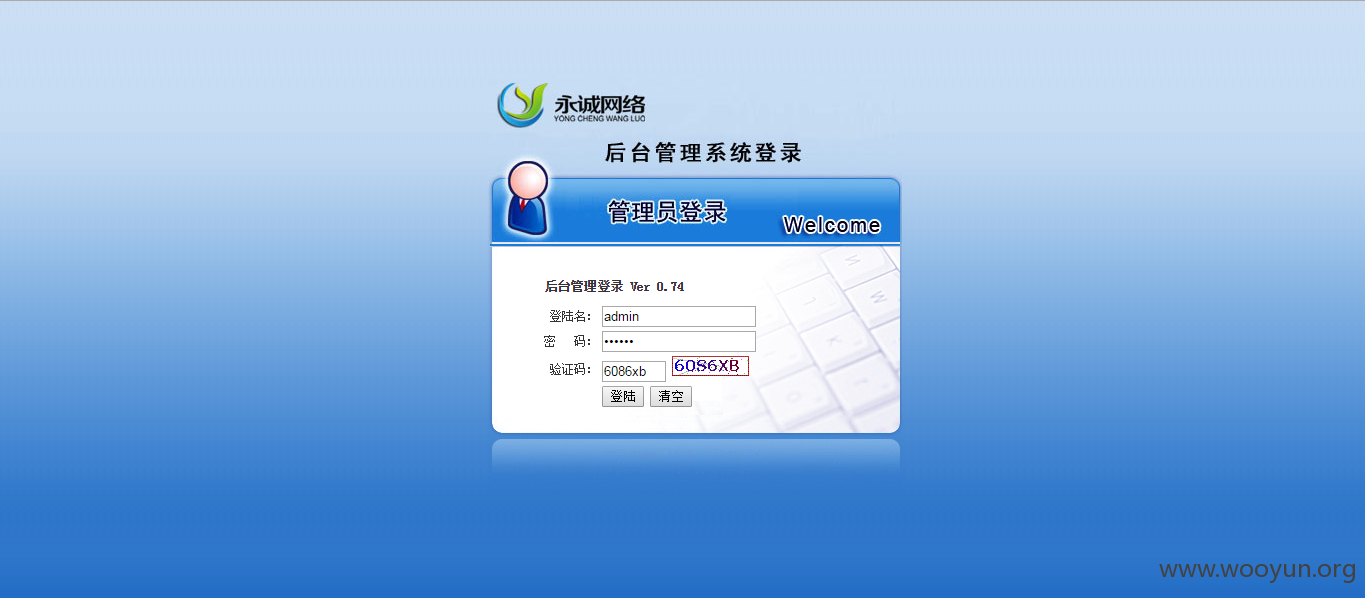 永诚网络
YONG CHENG WANG LUO
后台管理系统登录
管理员登录
Welcome
后台管理登录 Ver 0.74
登陆名： admin
密 码： ••••••
验证码： 6086xb 6086XB
登陆 清空
www.wooyun.org